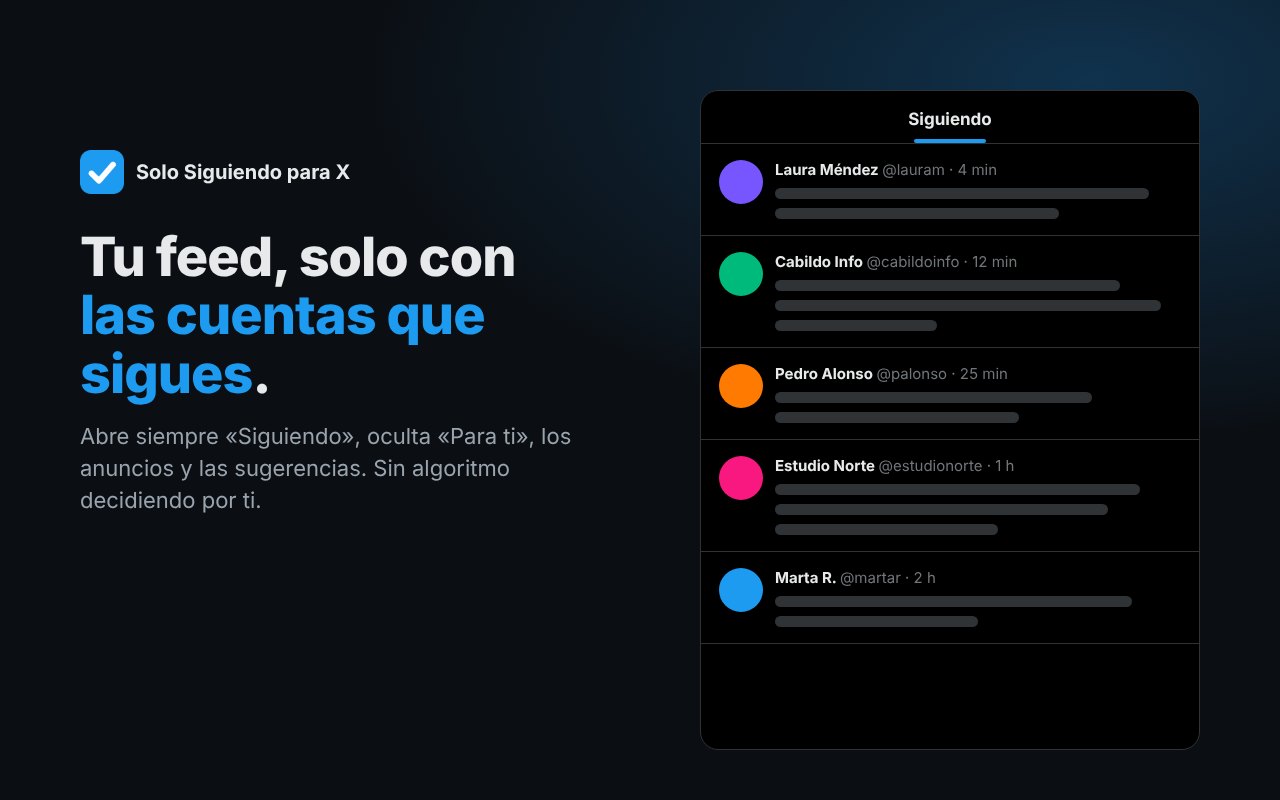 Solo Siguiendo para X
Tu feed, solo con
las cuentas que
sigues.
Abre siempre «Siguiendo», oculta «Para ti», los
anuncios y las sugerencias. Sin algoritmo
decidiendo por ti.
Siguiendo
Laura Méndez @lauram · 4 min
Cabildo Info @cabildoinfo · 12 min
Pedro Alonso @palonso · 25 min
Estudio Norte @estudionorte · 1 h
Marta R. @martar · 2 h